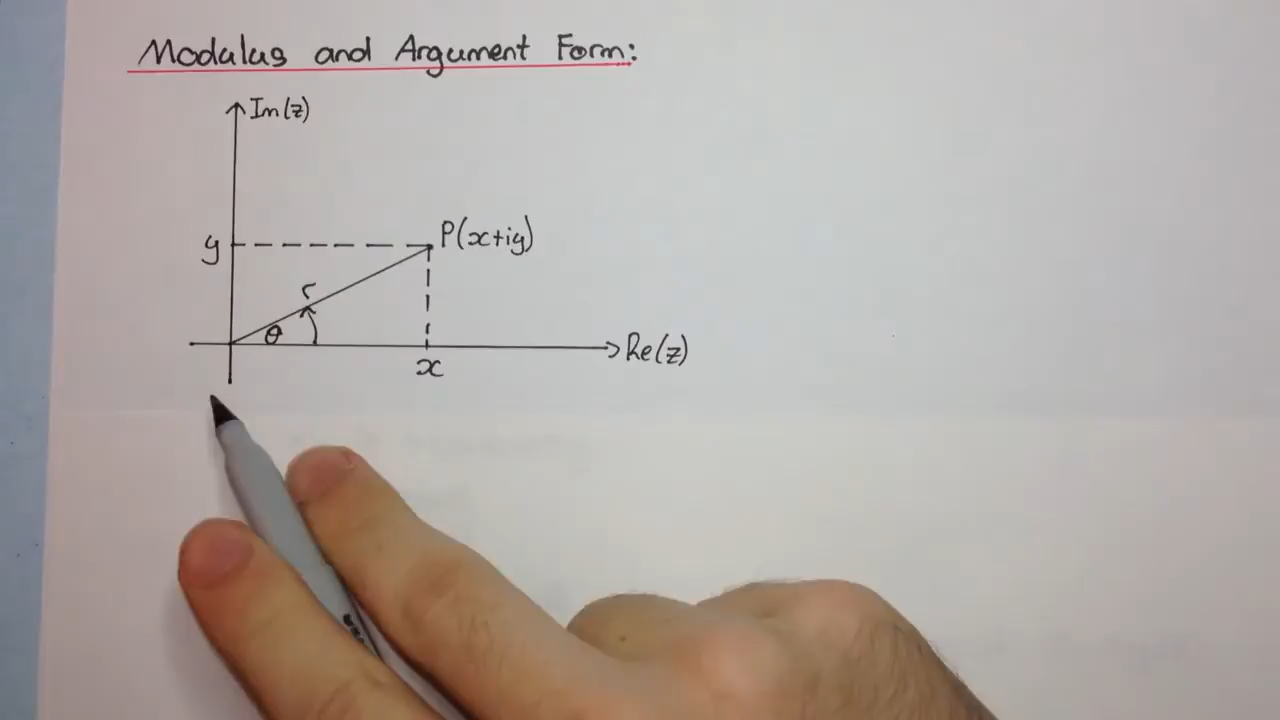 Modulus and Argument Form:
Im(z)
y
P(x+iy)
r
θ
Re(z)
x